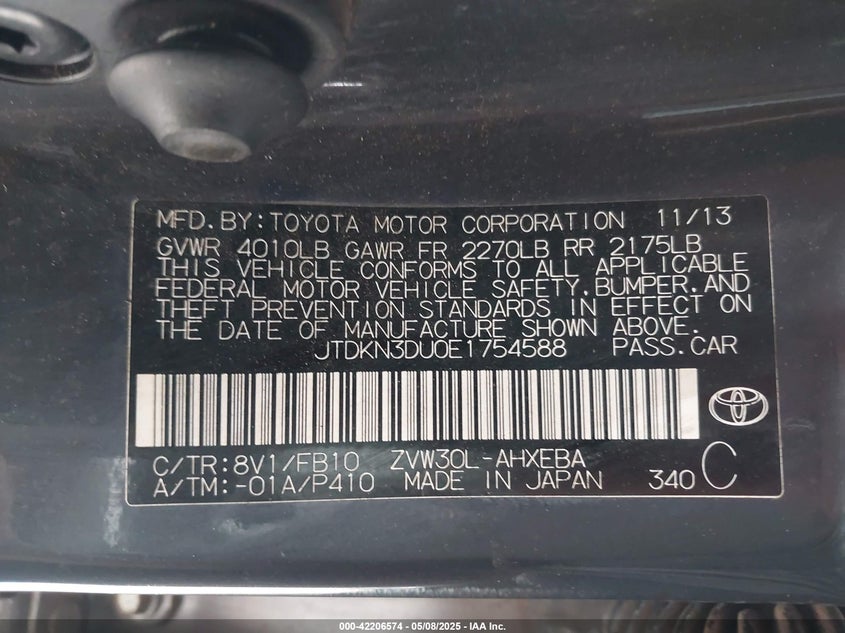 MFD.BY:TOYOTA MOTOR CORPORATION 11/13
GVWR 4010LB GAWR FR 2270LB RR 2175LB
THIS VEHICLE CONFORMS TO ALL APPLICABLE
FEDERAL MOTOR VEHICLE SAFETY,BUMPER,AND
THEFT PREVENTION STANDARDS IN EFFECT ON
THE DATE OF MANUFACTURE SHOWN ABOVE.
JTDKN3DU0E1754588 PASS.CAR
C/TR:8V1/FB10 ZVW30L-AHXEBA
A/TM:-01A/P410 MADE IN JAPAN 340 C
000-42206574 - 05/08/2025 - IAA Inc.